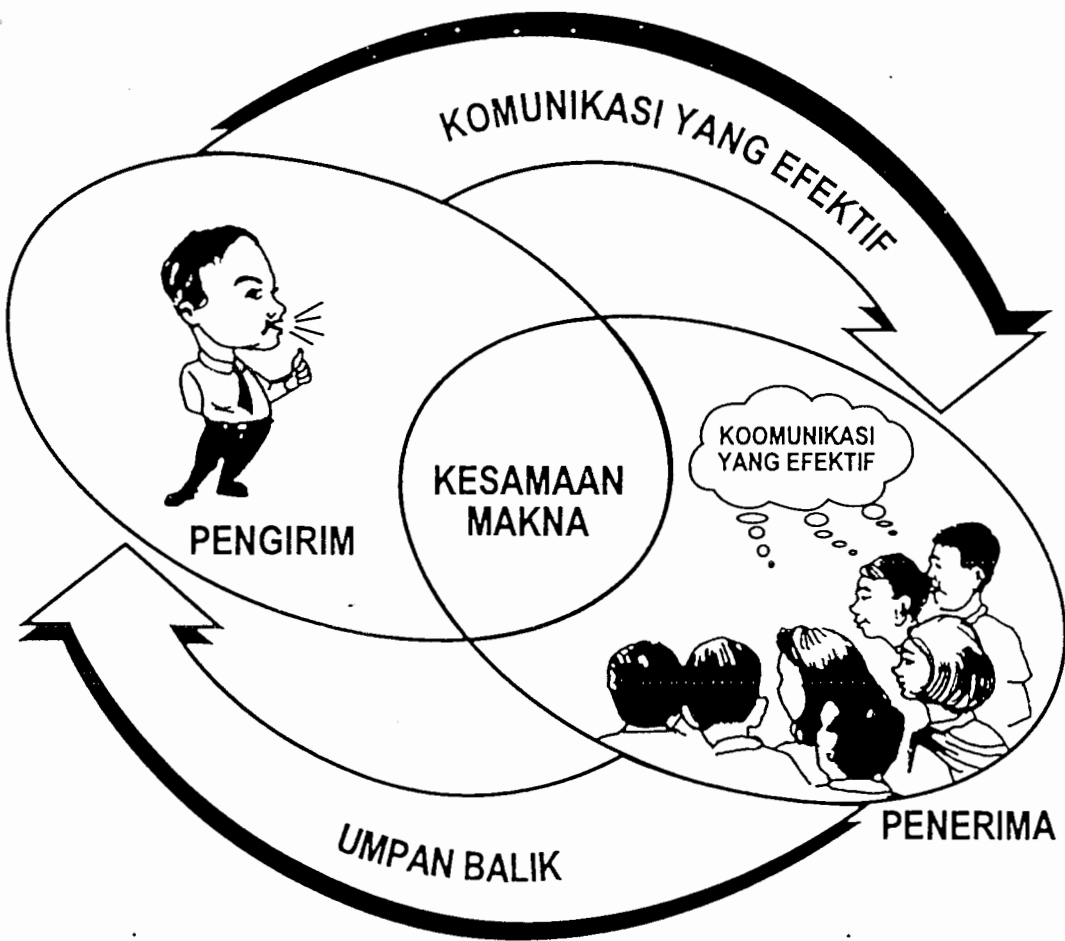 KOMUNIKASI YANG EFEKTIF
KOOMUNIKASI
YANG EFEKTIF
KESAMAAN
MAKNA
PENGIRIM
PENERIMA
UMPAN BALIK